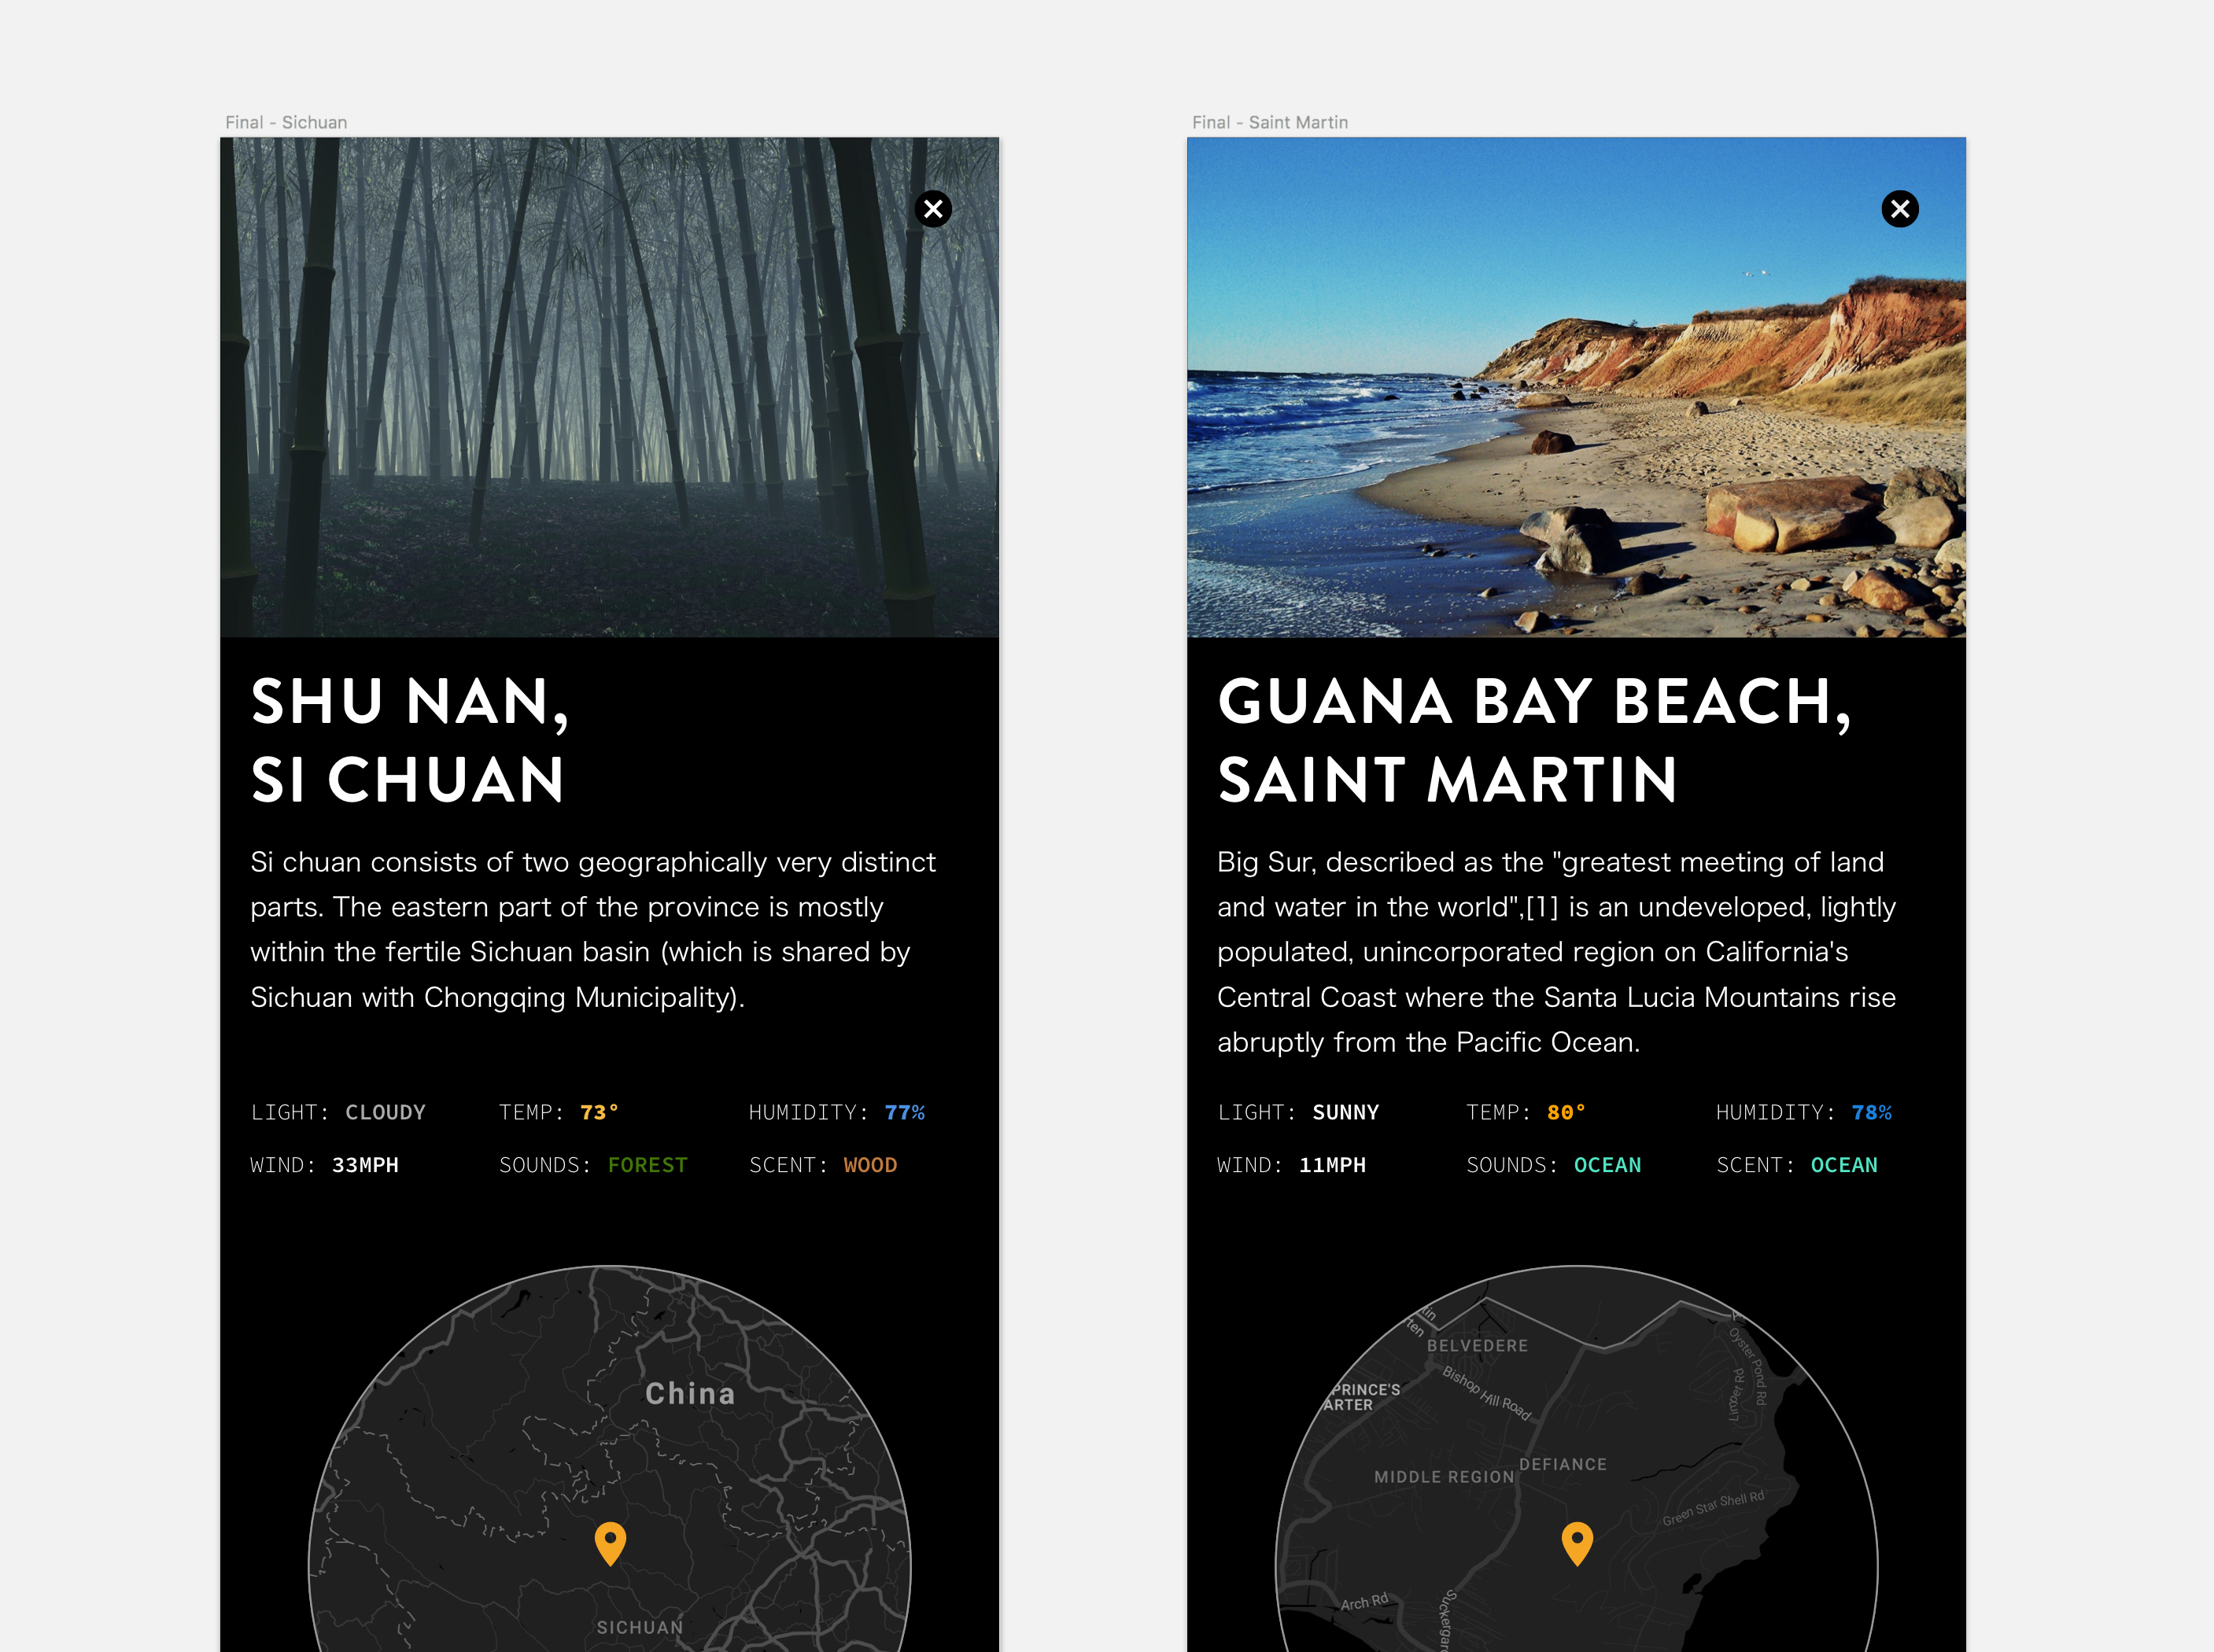 Final - Sichuan
SHU NAN,
SI CHUAN
Si chuan consists of two geographically very distinct
parts. The eastern part of the province is mostly
within the fertile Sichuan basin (which is shared by
Sichuan with Chongqing Municipality).
LIGHT: CLOUDY TEMP: 73° HUMIDITY: 77%
WIND: 33MPH SOUNDS: FOREST SCENT: WOOD
China
SICHUAN
Final - Saint Martin
GUANA BAY BEACH,
SAINT MARTIN
Big Sur, described as the "greatest meeting of land
and water in the world",[1] is an undeveloped, lightly
populated, unincorporated region on California's
Central Coast where the Santa Lucia Mountains rise
abruptly from the Pacific Ocean.
LIGHT: SUNNY TEMP: 80° HUMIDITY: 78%
WIND: 11MPH SOUNDS: OCEAN SCENT: OCEAN
BELVEDERE
Oyster Pond Rd
PRINCE'S
ARTER
Bishop Hill Road
DEFIANCE
MIDDLE REGION
Green Star Shell Rd
Arch Rd